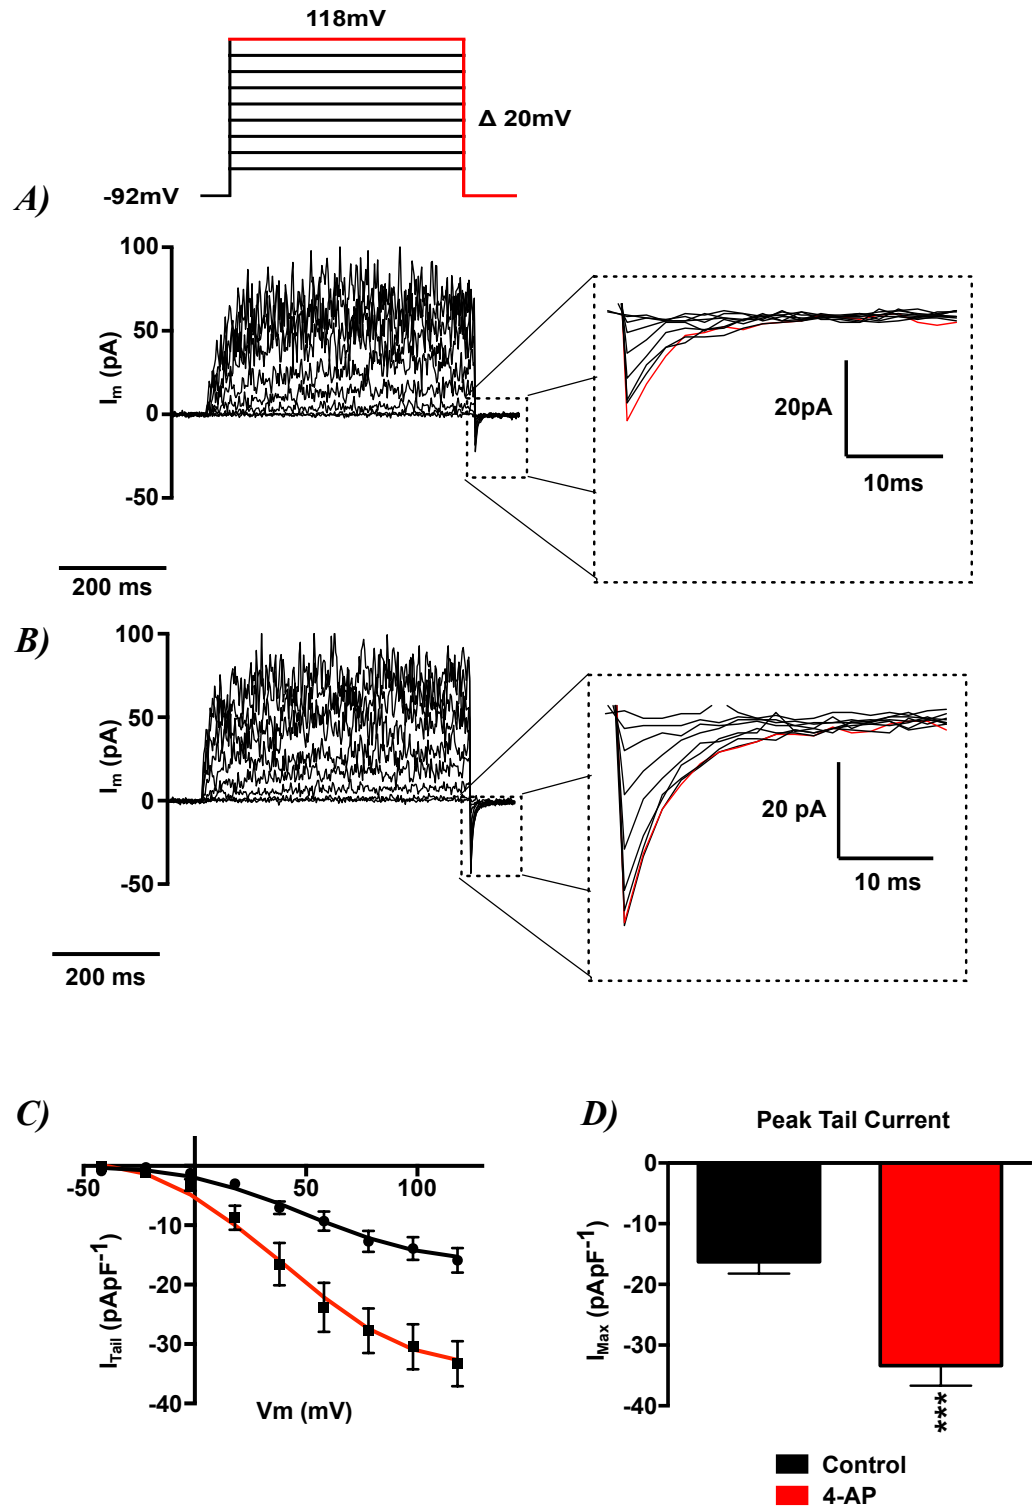 118mV
Δ 20mV
-92mV
A)
100
50
0
-50
Im (pA)
200 ms
20pA
10ms
B)
100
50
0
-50
Im (pA)
200 ms
20 pA
10 ms
C)
-50 50 100
-10
-20
-30
-40
ITail (pApF-1)
Vm (mV)
D)
Peak Tail Current
0
-10
-20
-30
-40
IMax (pApF-1)
***
Control
4-AP